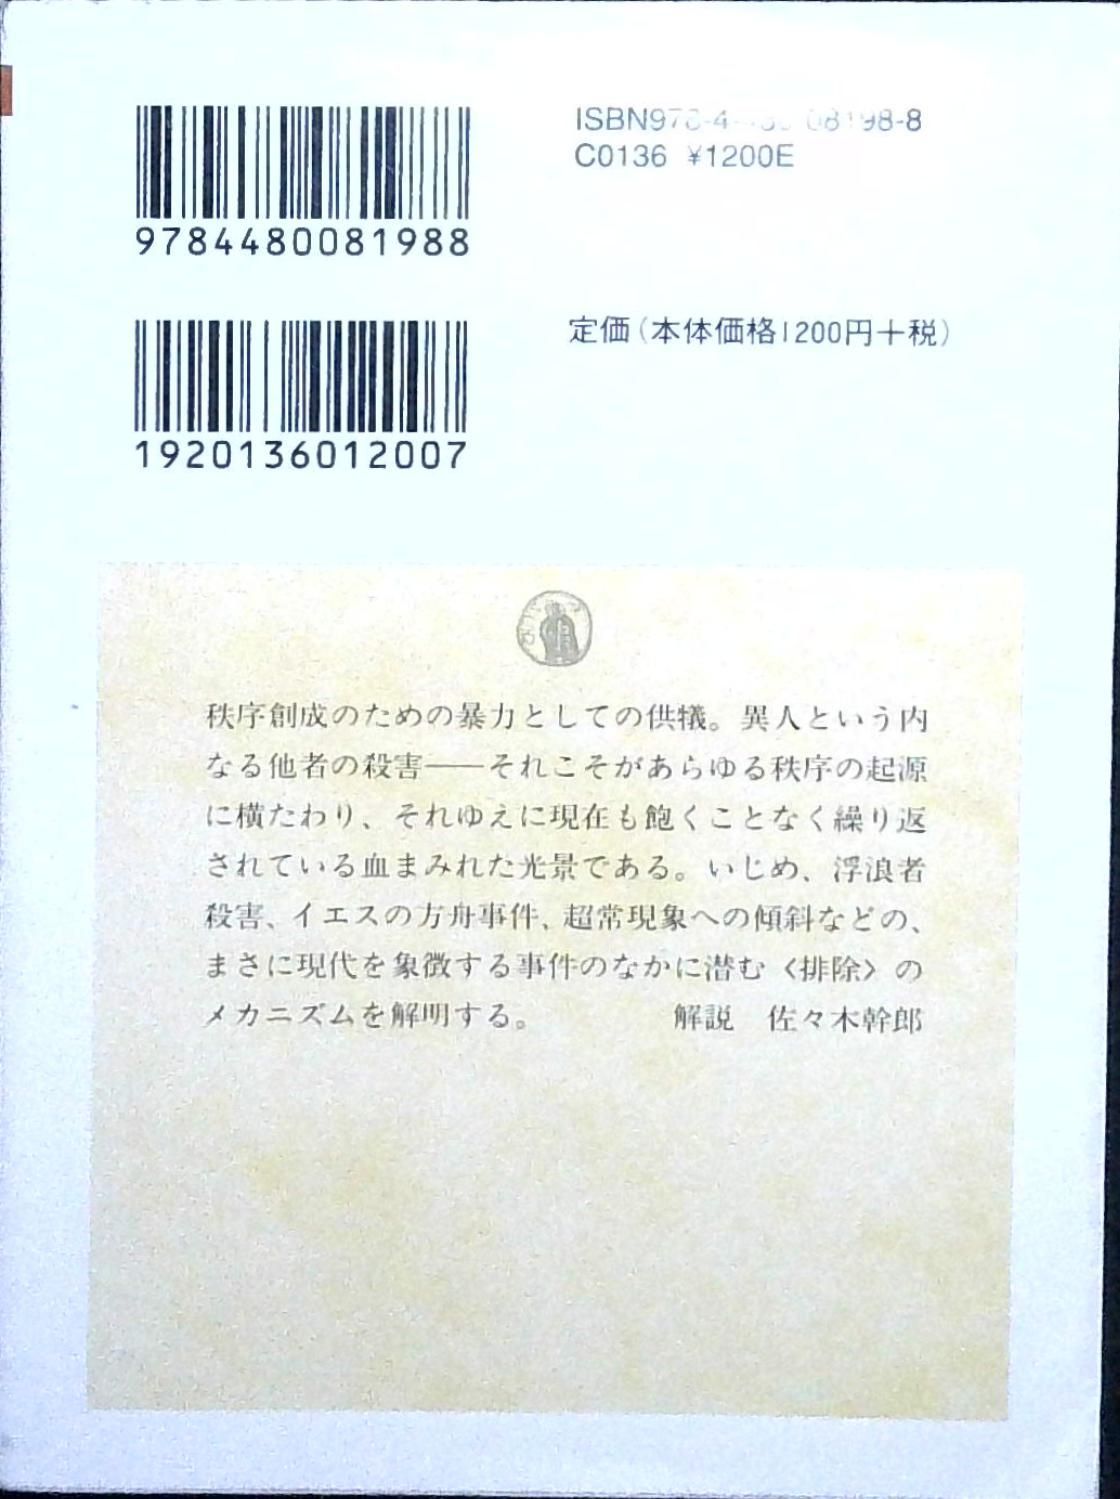 9784480081988
ISBN978-4-480-08198-8
C0136 ¥1200E
1920136012007
定価(本体価格1200円+税)
秩序創成のための暴力としての供犠。異人という内
なる他者の殺害──それこそがあらゆる秩序の起源
に横たわり、それゆえに現在も飽くことなく繰り返
されている血まみれた光景である。いじめ、浮浪者
殺害、イエスの方舟事件、超常現象への傾斜などの、
まさに現代を象徴する事件のなかに潜む〈排除〉の
メカニズムを解明する。 解説 佐々木幹郎